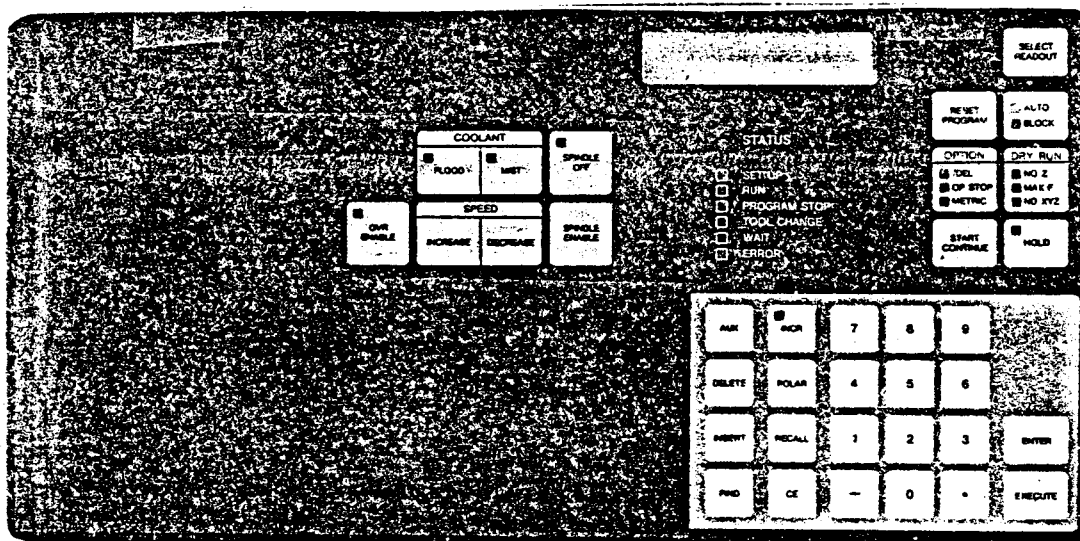 SELECT
READOUT
RESET
PROGRAM
AUTO
BLOCK
COOLANT
FLOOD
MIST
SPINDLE
OFF
STATUS
SETUP
RUN
PROGRAM STOP
TOOL CHANGE
WAIT
ERROR
OPTION
/DEL
OP STOP
METRIC
DRY RUN
NO Z
MAX F
NO XYZ
OVR
ENABLE
SPEED
INCREASE
DECREASE
SPINDLE
ENABLE
START
CONTINUE
HOLD
AUX
INCR
7
8
9
DELETE
POLAR
4
5
6
INSERT
RECALL
1
2
3
ENTER
FIND
CE
—
0
•
EXECUTE